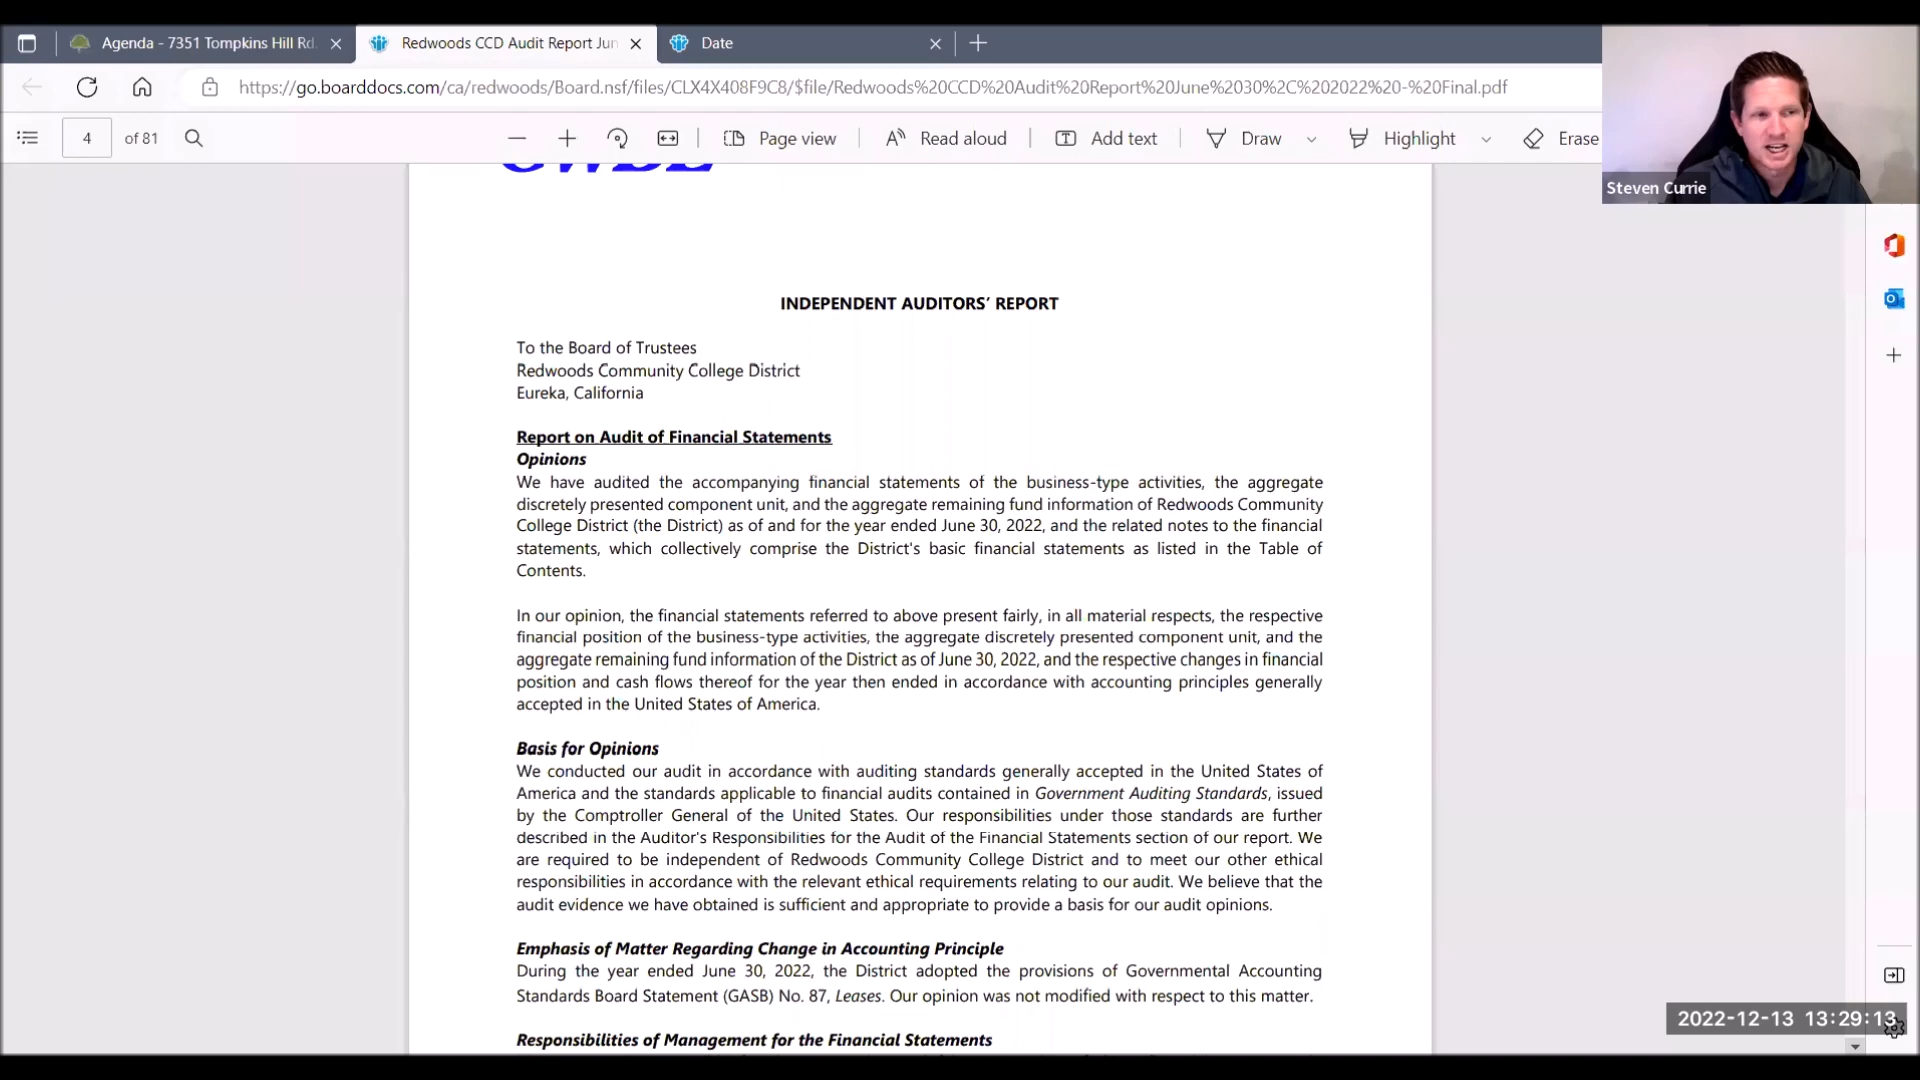 Agenda - 7351 Tompkins Hill Rd.
Redwoods CCD Audit Report Jun
Date
https://go.boarddocs.com/ca/redwoods/Board.nsf/files/CLX4X408F9C8/$file/Redwoods%20CCD%20Audit%20Report%20June%2030%2C%202022%20-%20Final.pdf
4 of 81
Page view
Read aloud
Add text
Draw
Highlight
Erase
Steven Currie
INDEPENDENT AUDITORS’ REPORT
To the Board of Trustees
Redwoods Community College District
Eureka, California
Report on Audit of Financial Statements
Opinions
We have audited the accompanying financial statements of the business-type activities, the aggregate
discretely presented component unit, and the aggregate remaining fund information of Redwoods Community
College District (the District) as of and for the year ended June 30, 2022, and the related notes to the financial
statements, which collectively comprise the District's basic financial statements as listed in the Table of
Contents.
In our opinion, the financial statements referred to above present fairly, in all material respects, the respective
financial position of the business-type activities, the aggregate discretely presented component unit, and the
aggregate remaining fund information of the District as of June 30, 2022, and the respective changes in financial
position and cash flows thereof for the year then ended in accordance with accounting principles generally
accepted in the United States of America.
Basis for Opinions
We conducted our audit in accordance with auditing standards generally accepted in the United States of
America and the standards applicable to financial audits contained in Government Auditing Standards, issued
by the Comptroller General of the United States. Our responsibilities under those standards are further
described in the Auditor's Responsibilities for the Audit of the Financial Statements section of our report. We
are required to be independent of Redwoods Community College District and to meet our other ethical
responsibilities in accordance with the relevant ethical requirements relating to our audit. We believe that the
audit evidence we have obtained is sufficient and appropriate to provide a basis for our audit opinions.
Emphasis of Matter Regarding Change in Accounting Principle
During the year ended June 30, 2022, the District adopted the provisions of Governmental Accounting
Standards Board Statement (GASB) No. 87, Leases. Our opinion was not modified with respect to this matter.
Responsibilities of Management for the Financial Statements
2022-12-13 13:29:13